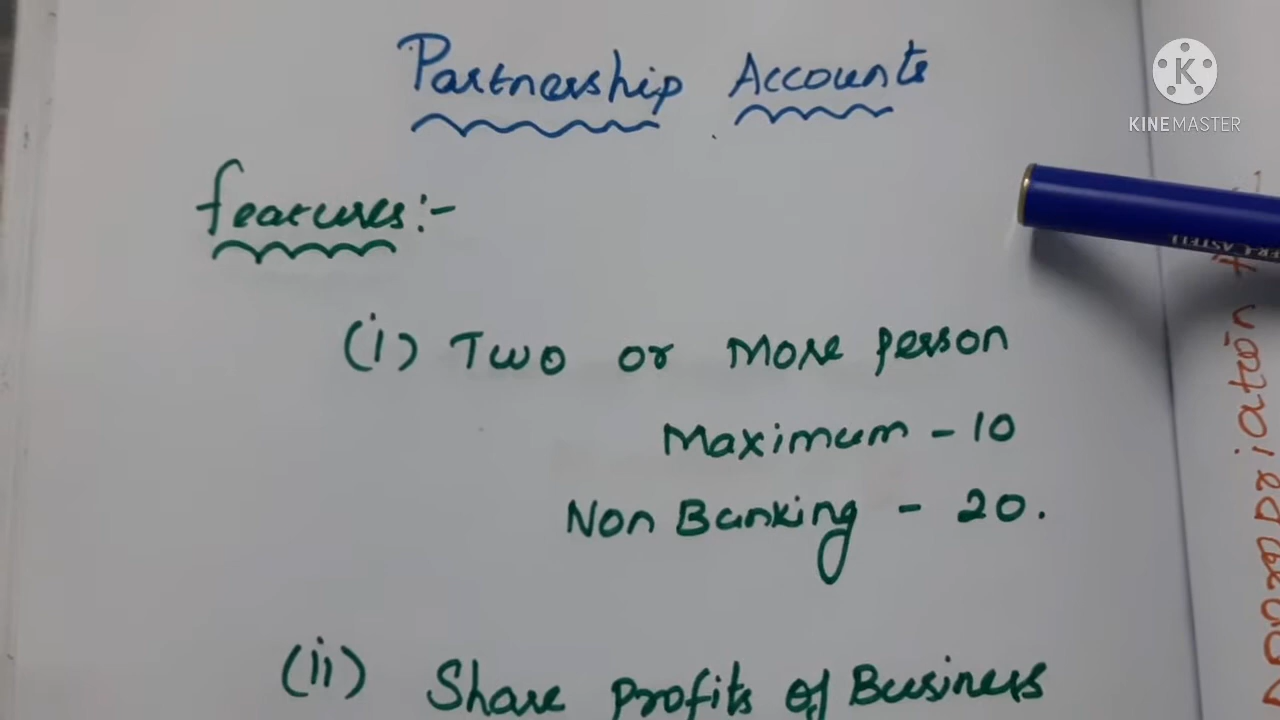 Partnership Accounts
KINEMASTER
features:-
(i) Two or more person
Maximum - 10
Non Banking - 20.
(ii) Share profits of Business